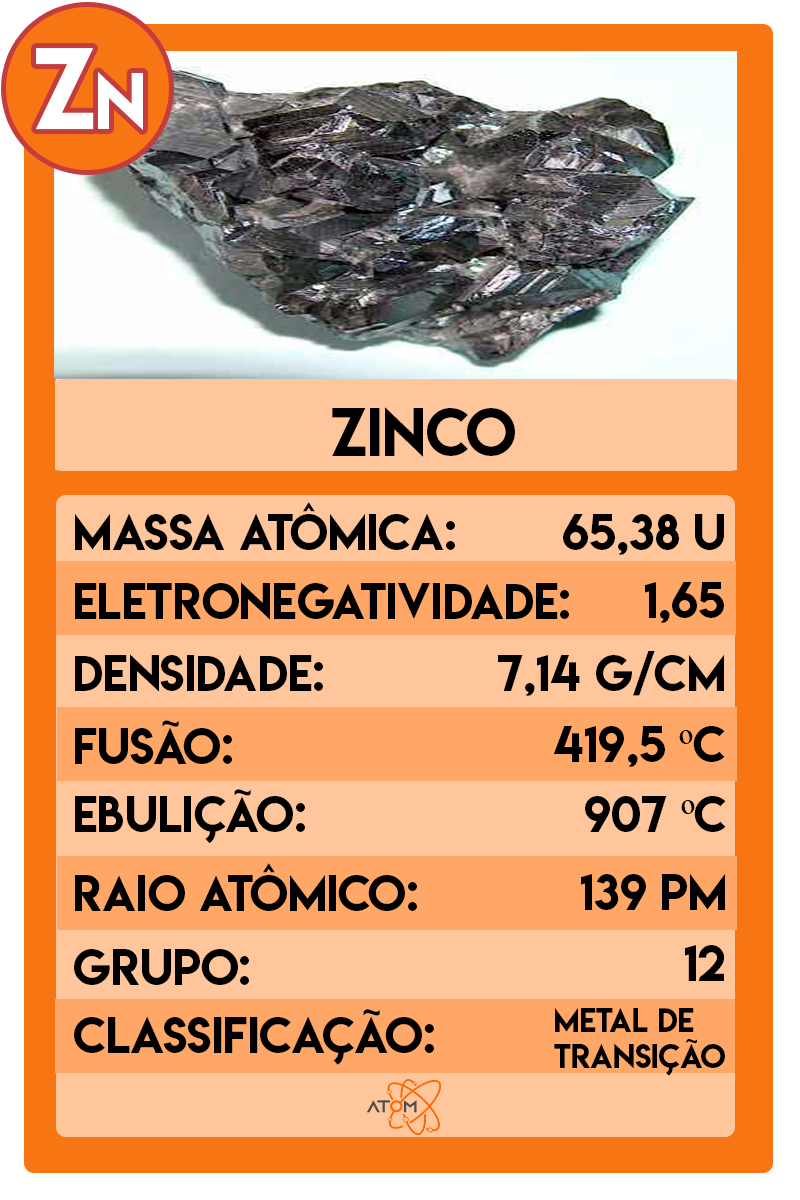 Zn
ZINCO
MASSA ATÔMICA: 65,38 U
ELETRONEGATIVIDADE: 1,65
DENSIDADE: 7,14 G/CM
FUSÃO: 419,5 ºC
EBULIÇÃO: 907 ºC
RAIO ATÔMICO: 139 PM
GRUPO: 12
CLASSIFICAÇÃO: METAL DE
TRANSIÇÃO
ATOM